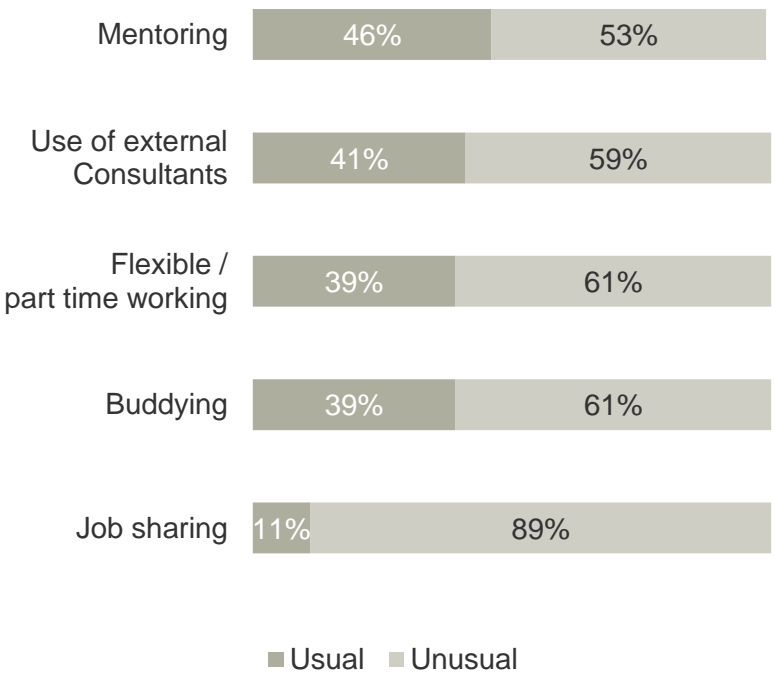 Mentoring 46% 53%
Use of external
Consultants 41% 59%
Flexible /
part time working 39% 61%
Buddying 39% 61%
Job sharing 11% 89%
Usual Unusual